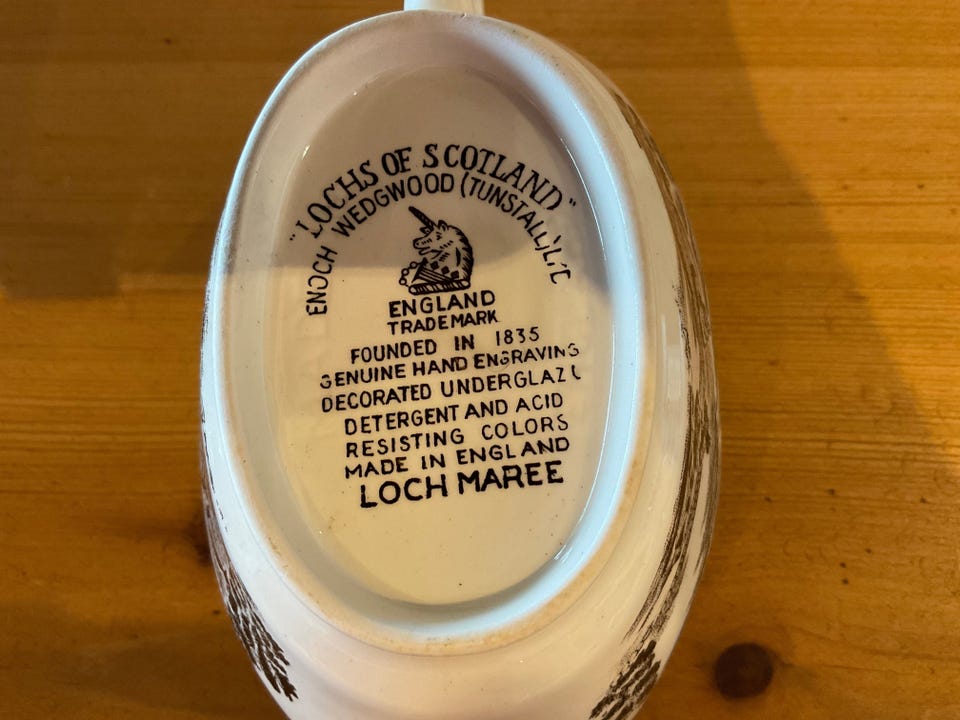 "LOCHS OF SCOTLAND"
ENOCH WEDGWOOD (TUNSTALL)
ENGLAND
TRADEMARK
FOUNDED IN 1835
GENUINE HAND ENGRAVING
DECORATED UNDERGLAZE
DETERGENT AND ACID
RESISTING COLORS
MADE IN ENGLAND
LOCH MAREE